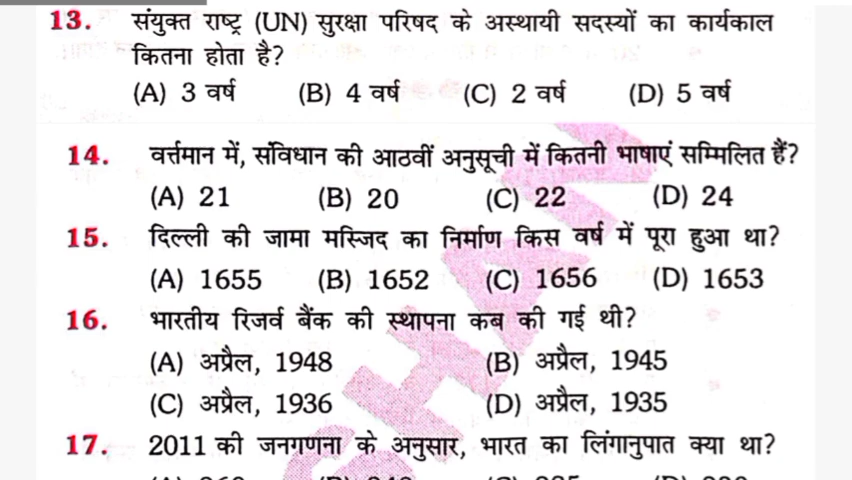 13. संयुक्त राष्ट्र (UN) सुरक्षा परिषद के अस्थायी सदस्यों का कार्यकाल
कितना होता है?
(A) 3 वर्ष (B) 4 वर्ष (C) 2 वर्ष (D) 5 वर्ष
14. वर्त्तमान में, संविधान की आठवीं अनुसूची में कितनी भाषाएं सम्मिलित हैं?
(A) 21 (B) 20 (C) 22 (D) 24
15. दिल्ली की जामा मस्जिद का निर्माण किस वर्ष में पूरा हुआ था?
(A) 1655 (B) 1652 (C) 1656 (D) 1653
16. भारतीय रिजर्व बैंक की स्थापना कब की गई थी?
(A) अप्रैल, 1948 (B) अप्रैल, 1945
(C) अप्रैल, 1936 (D) अप्रैल, 1935
17. 2011 की जनगणना के अनुसार, भारत का लिंगानुपात क्या था?